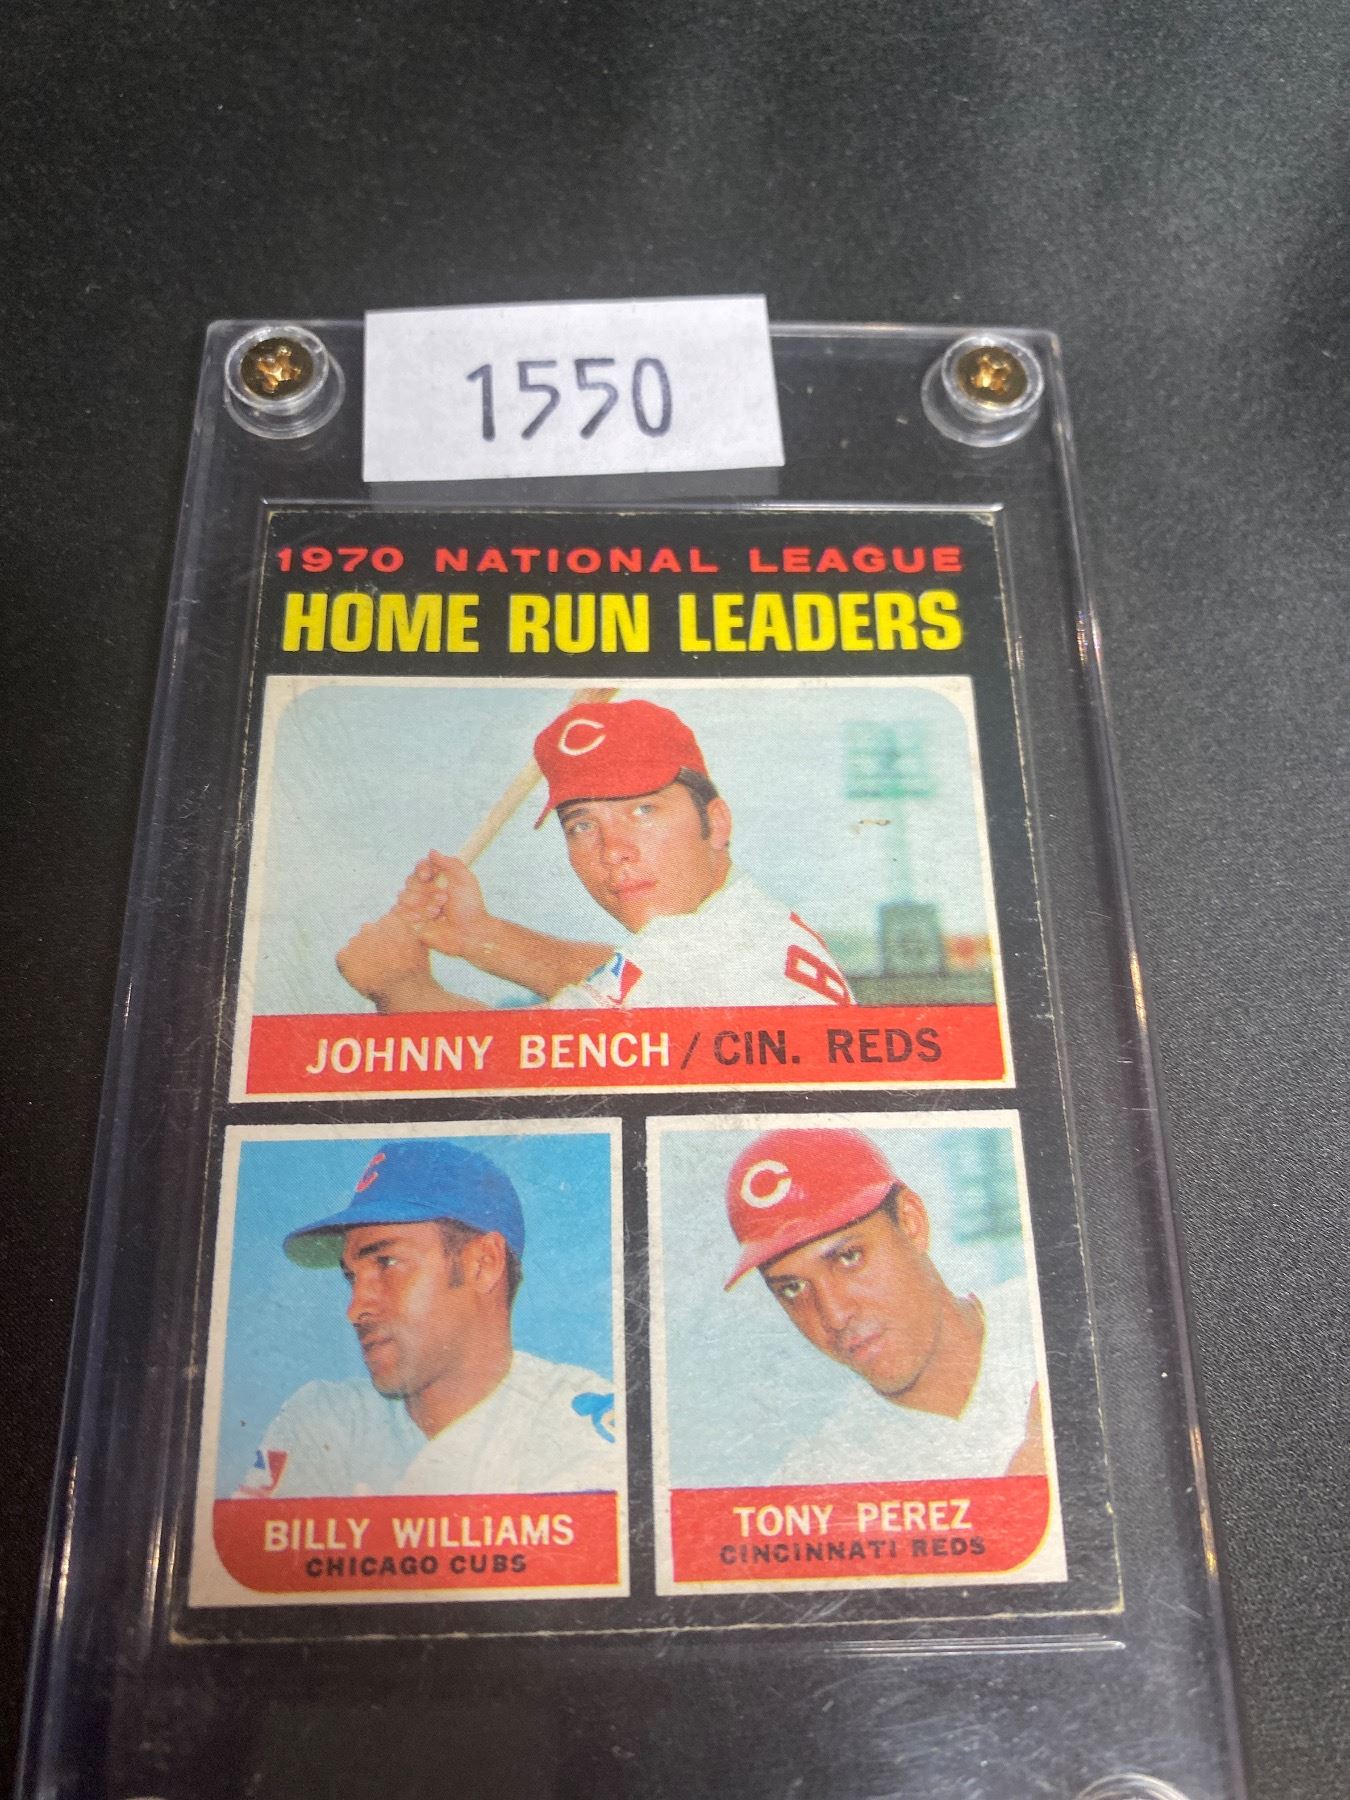 1550
1970 NATIONAL LEAGUE
HOME RUN LEADERS
C
B
JOHNNY BENCH / CIN. REDS
C
C
BILLY WILLIAMS
CHICAGO CUBS
TONY PEREZ
CINCINNATI REDS